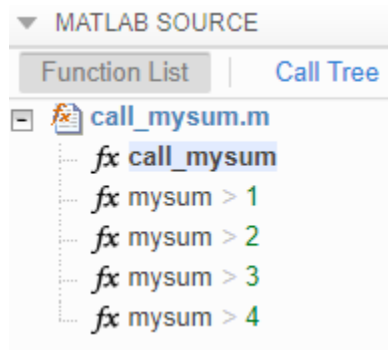 MATLAB SOURCE
Function List Call Tree
fx call_mysum.m
fx call_mysum
fx mysum > 1
fx mysum > 2
fx mysum > 3
fx mysum > 4